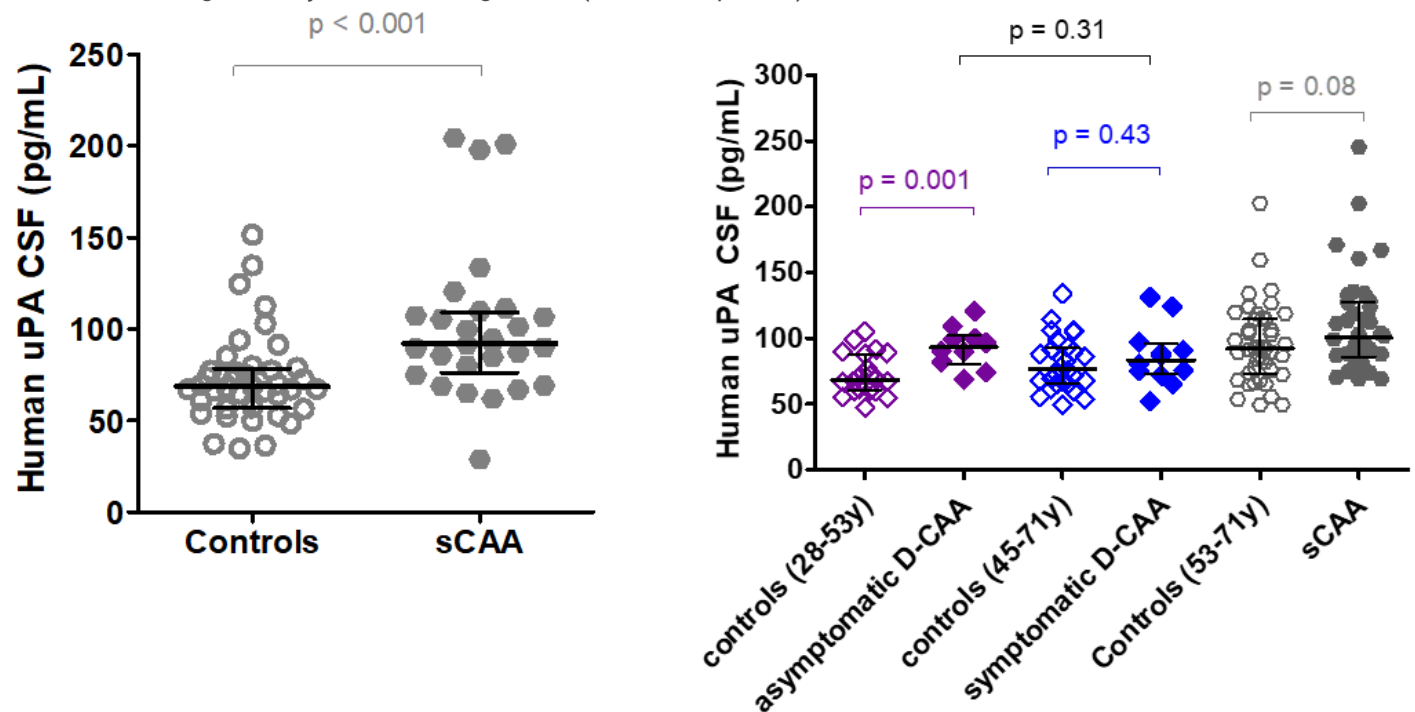 p < 0.001
Human uPA CSF (pg/mL)
250
200
150
100
50
0
Controls
sCAA
p = 0.31
p = 0.08
p = 0.43
p = 0.001
Human uPA CSF (pg/mL)
300
250
200
150
100
50
0
controls (28-53y)
asymptomatic D-CAA
controls (45-71y)
symptomatic D-CAA
Controls (53-71y)
sCAA